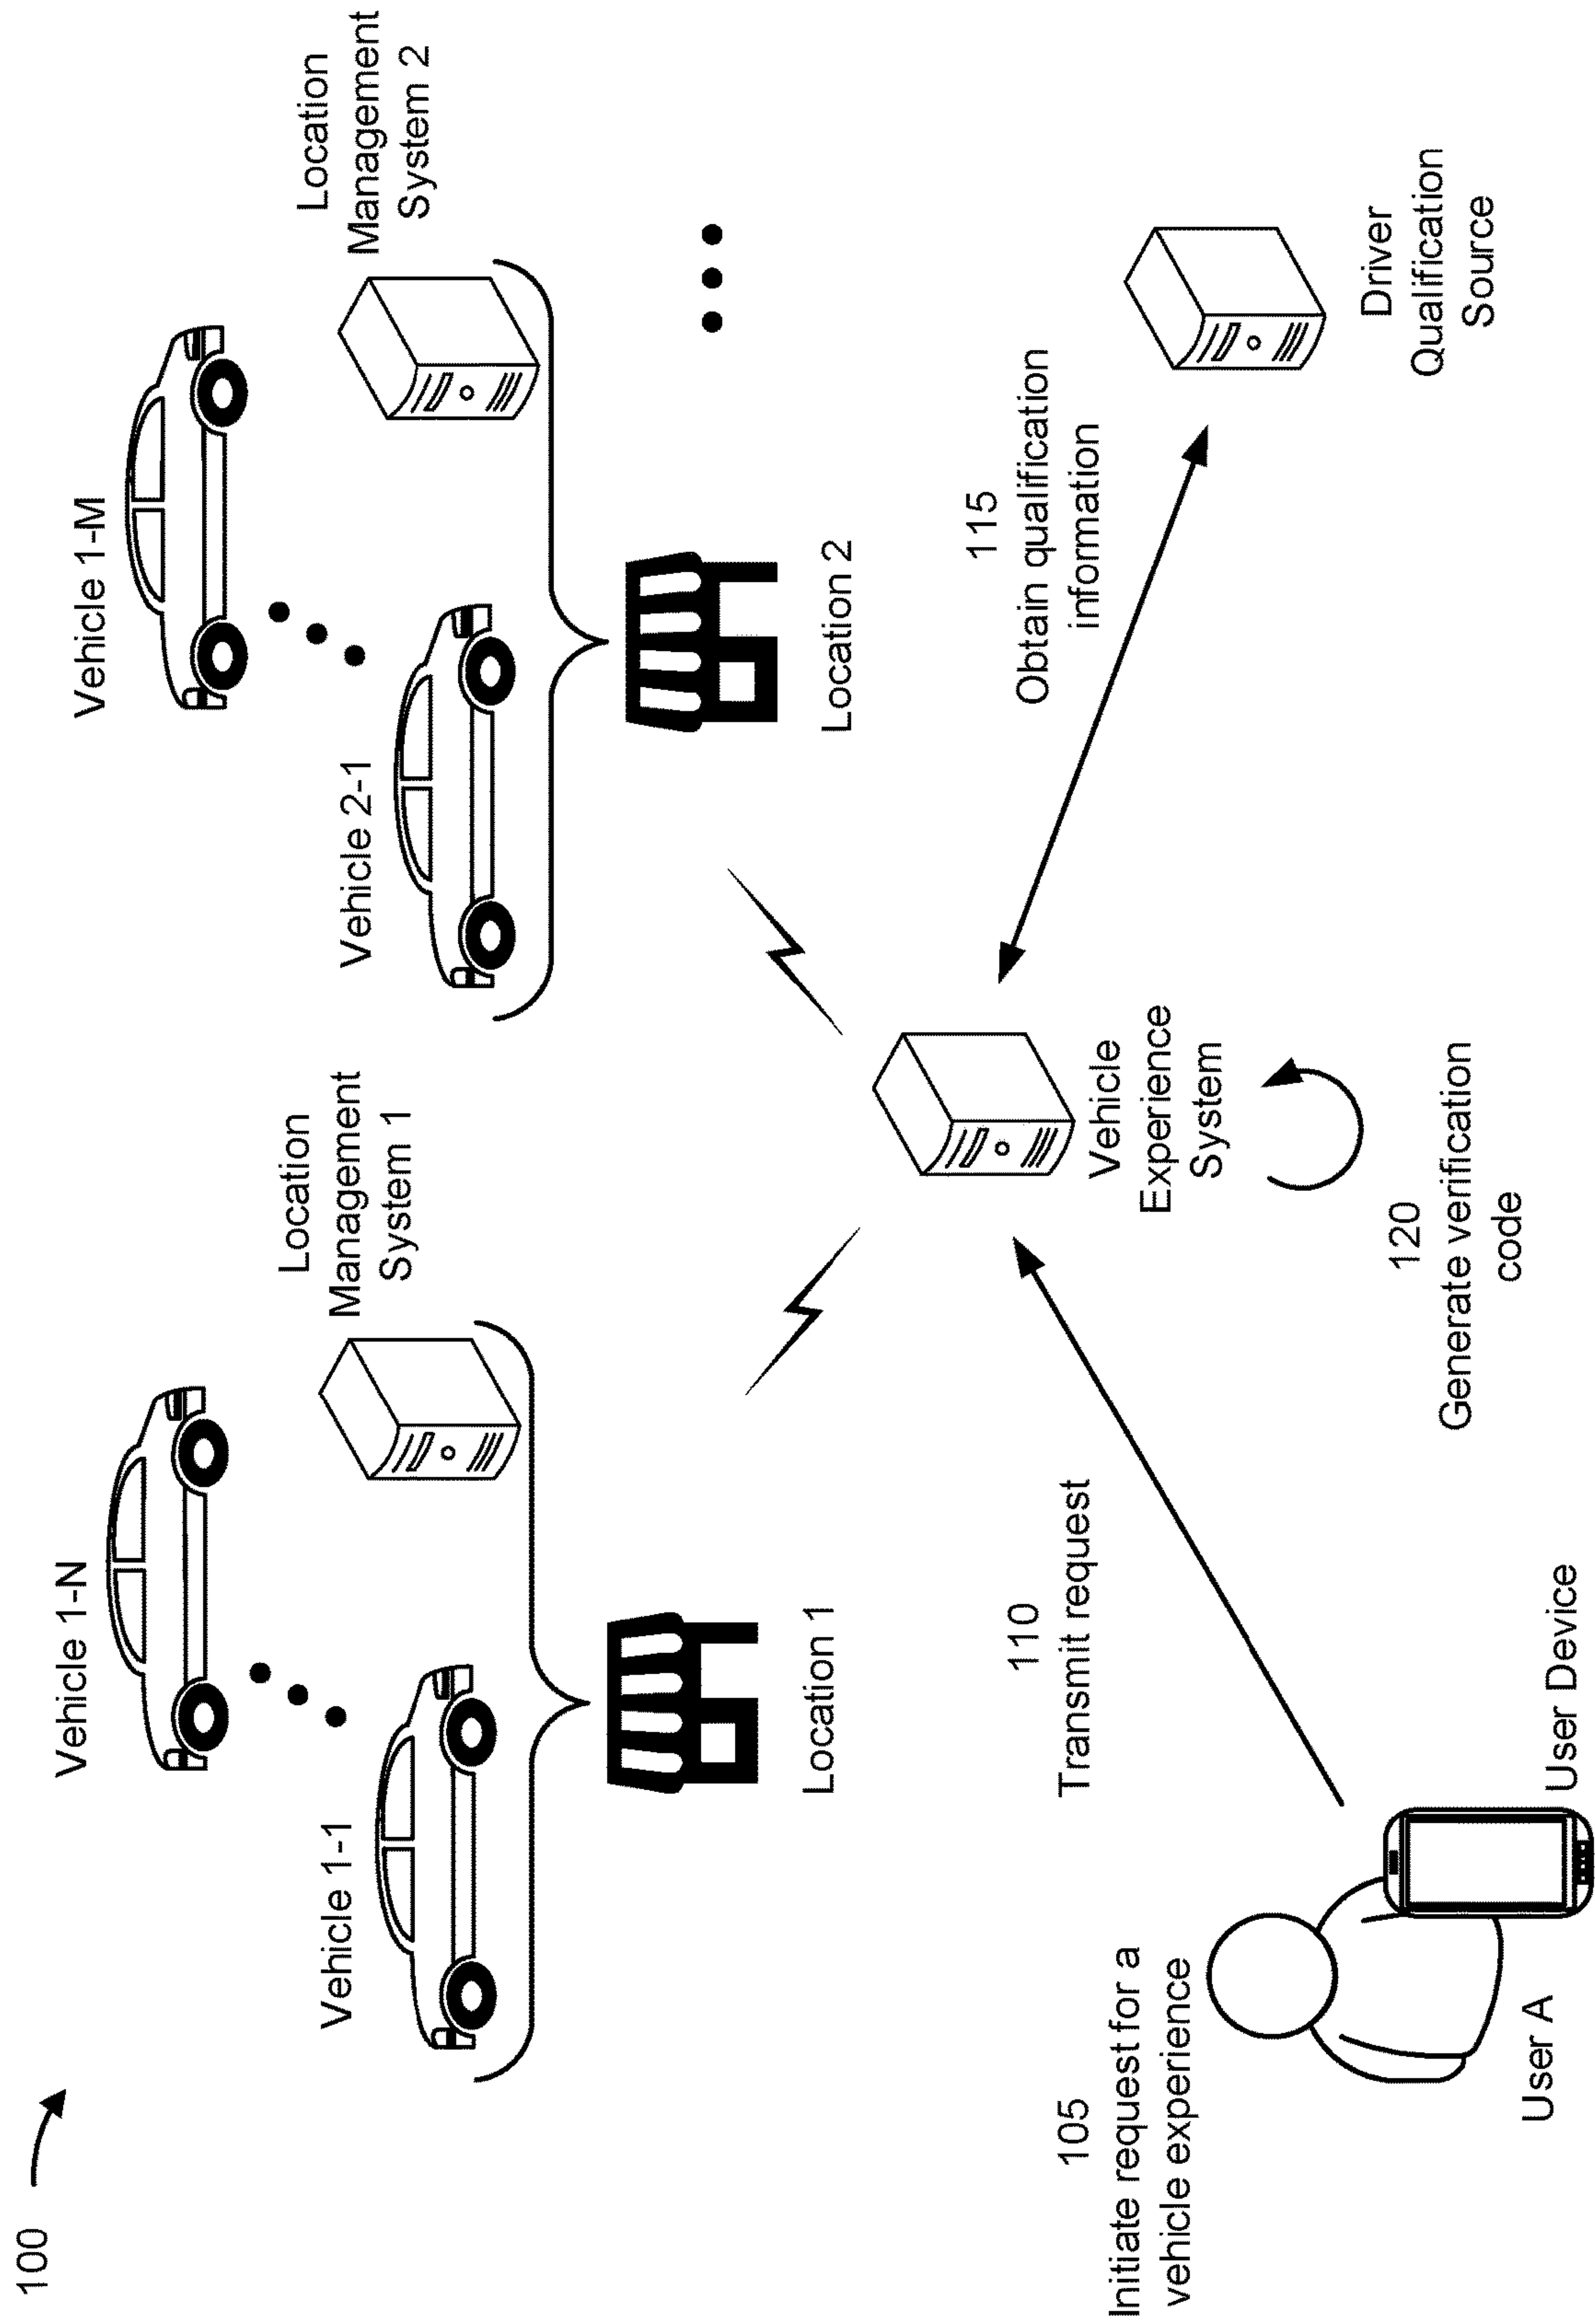 100
Vehicle 1-N
Vehicle 1-1
Location
Management
System 1
Location 1
Vehicle 1-M
Vehicle 2-1
Location
Management
System 2
Location 2
105
Initiate request for a
vehicle experience
User A
User Device
110
Transmit request
Vehicle
Experience
System
120
Generate verification
code
115
Obtain qualification
information
Driver
Qualification
Source